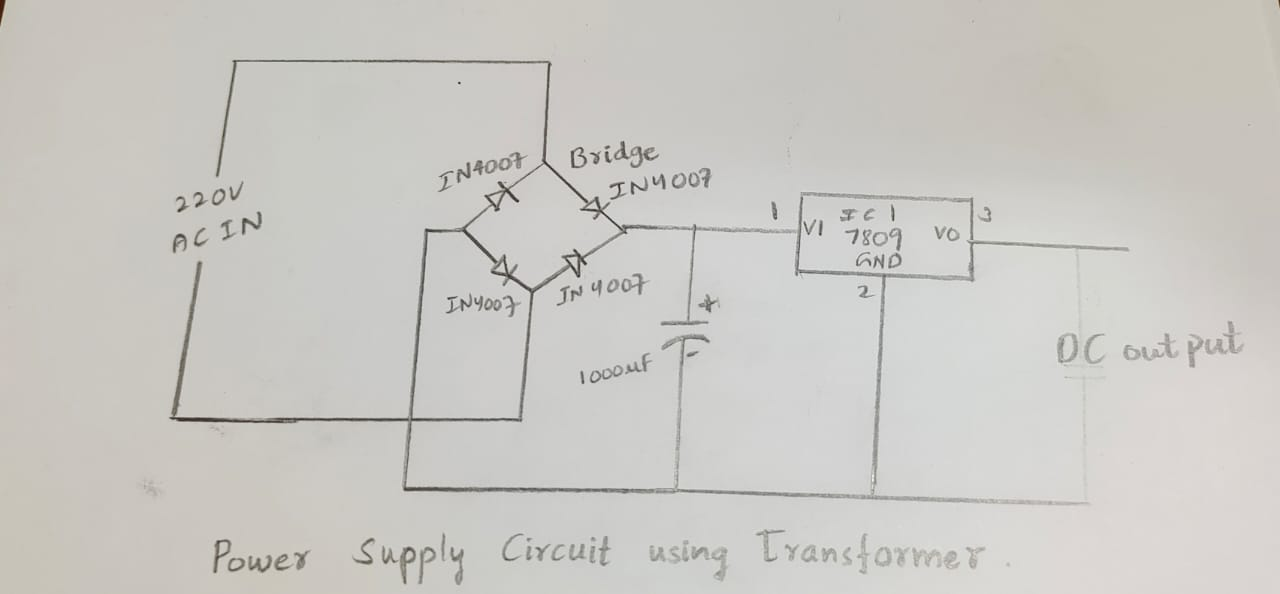 IN4007
Bridge
IN4007
220V
AC IN
1
VI
IC1
7809
GND
VO
3
2
IN4007
IN4007
+
-
1000uF
DC output
Power Supply Circuit using Transformer.